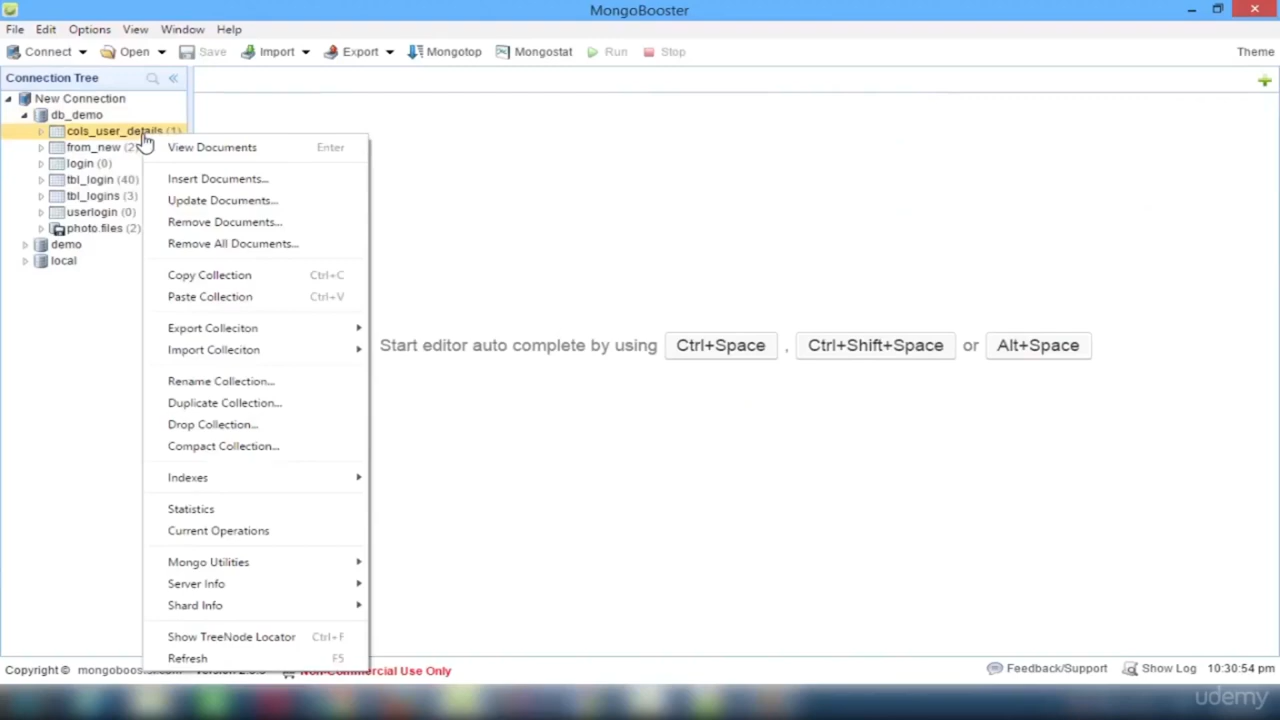 MongoBooster
File Edit Options View Window Help
Connect Open Save Import Export Mongotop Mongostat Run Stop Theme
Connection Tree
New Connection
db_demo
cols_user_details (1)
from_new (2)
login (0)
tbl_login (40)
tbl_logins (3)
userlogin (0)
photo.files (2)
demo
local
View Documents Enter
Insert Documents...
Update Documents...
Remove Documents...
Remove All Documents...
Copy Collection Ctrl+C
Paste Collection Ctrl+V
Export Colleciton
Import Colleciton
Rename Collection...
Duplicate Collection...
Drop Collection...
Compact Collection...
Indexes
Statistics
Current Operations
Mongo Utilities
Server Info
Shard Info
Show TreeNode Locator Ctrl+F
Refresh F5
Start editor auto complete by using Ctrl+Space , Ctrl+Shift+Space or Alt+Space
Copyright © Non-Commercial Use Only Feedback/Support Show Log 10:30:54 pm
udemy